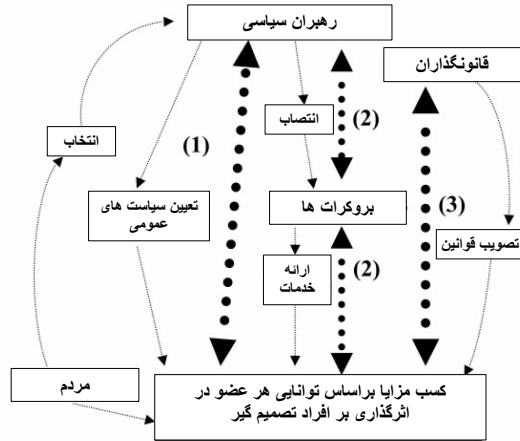 رهبران سیاسی
قانونگذاران
انتصاب
(2)
انتخاب
(1)
تعیین سیاست های
عمومی
بروکرات ها
(3)
تصویب قوانین
ارائه
خدمات
(2)
مردم
کسب مزایا براساس توانایی هر عضو در
اثرگذاری بر افراد تصمیم گیر